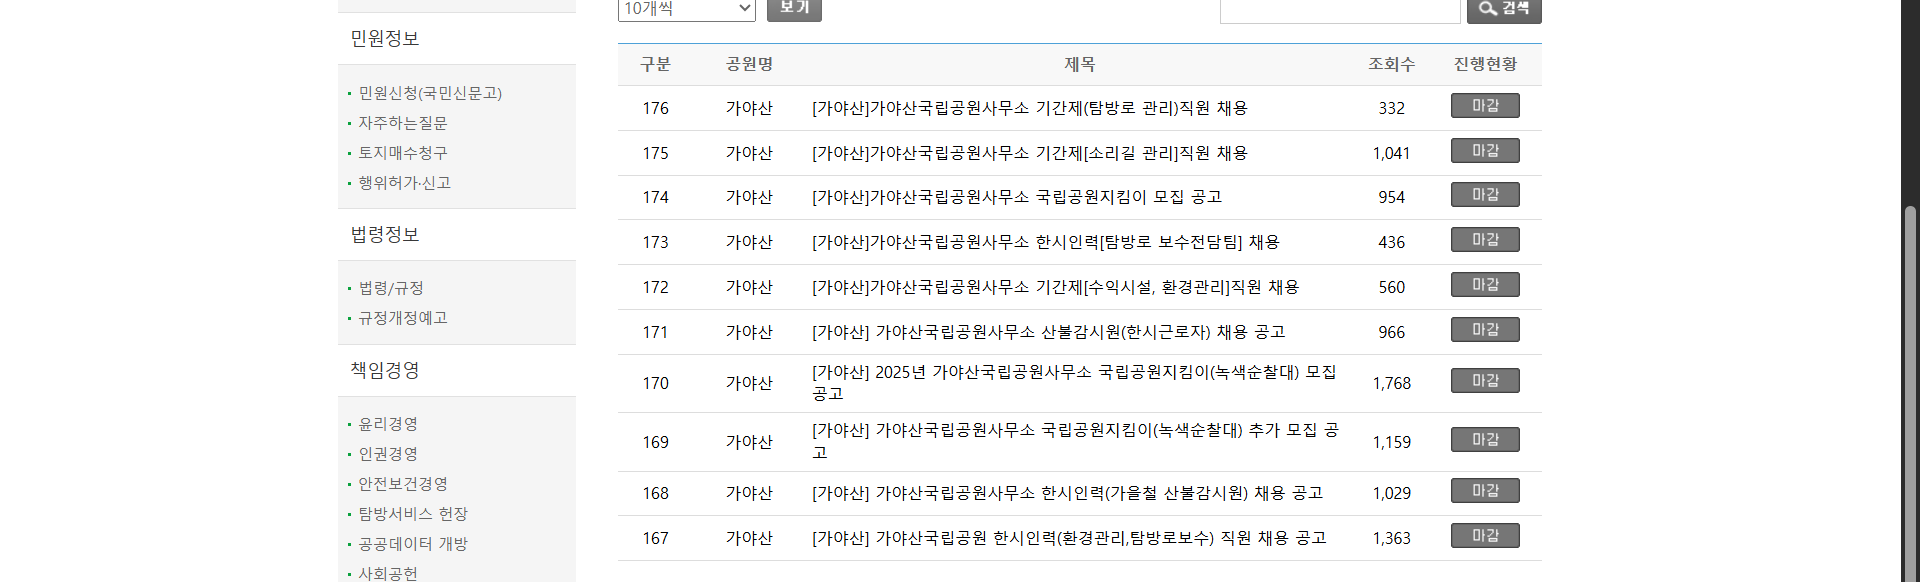 민원정보
민원신청(국민신문고)
자주하는질문
토지매수청구
행위허가·신고
법령정보
법령/규정
규정개정예고
책임경영
윤리경영
인권경영
안전보건경영
탐방서비스 헌장
공공데이터 개방
사회공헌
10개씩 보기 검색
구분 공원명 제목 조회수 진행현황
176 가야산 [가야산]가야산국립공원사무소 기간제(탐방로 관리)직원 채용 332 마감
175 가야산 [가야산]가야산국립공원사무소 기간제[소리길 관리]직원 채용 1,041 마감
174 가야산 [가야산]가야산국립공원사무소 국립공원지킴이 모집 공고 954 마감
173 가야산 [가야산]가야산국립공원사무소 한시인력[탐방로 보수전담팀] 채용 436 마감
172 가야산 [가야산]가야산국립공원사무소 기간제[수익시설, 환경관리]직원 채용 560 마감
171 가야산 [가야산] 가야산국립공원사무소 산불감시원(한시근로자) 채용 공고 966 마감
170 가야산 [가야산] 2025년 가야산국립공원사무소 국립공원지킴이(녹색순찰대) 모집 1,768 마감
공고
169 가야산 [가야산] 가야산국립공원사무소 국립공원지킴이(녹색순찰대) 추가 모집 공 1,159 마감
고
168 가야산 [가야산] 가야산국립공원사무소 한시인력(가을철 산불감시원) 채용 공고 1,029 마감
167 가야산 [가야산] 가야산국립공원 한시인력(환경관리,탐방로보수) 직원 채용 공고 1,363 마감